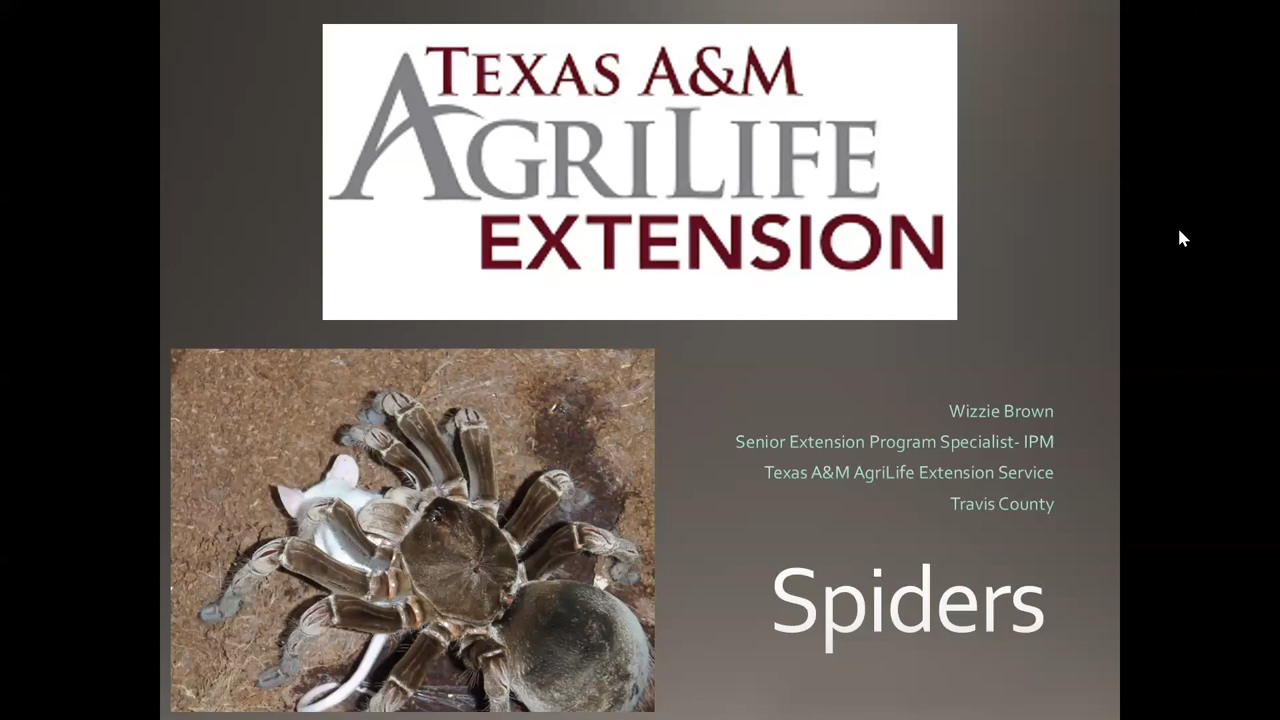 TEXAS A&M
AGRILIFE
EXTENSION
Wizzie Brown
Senior Extension Program Specialist- IPM
Texas A&M AgriLife Extension Service
Travis County
Spiders